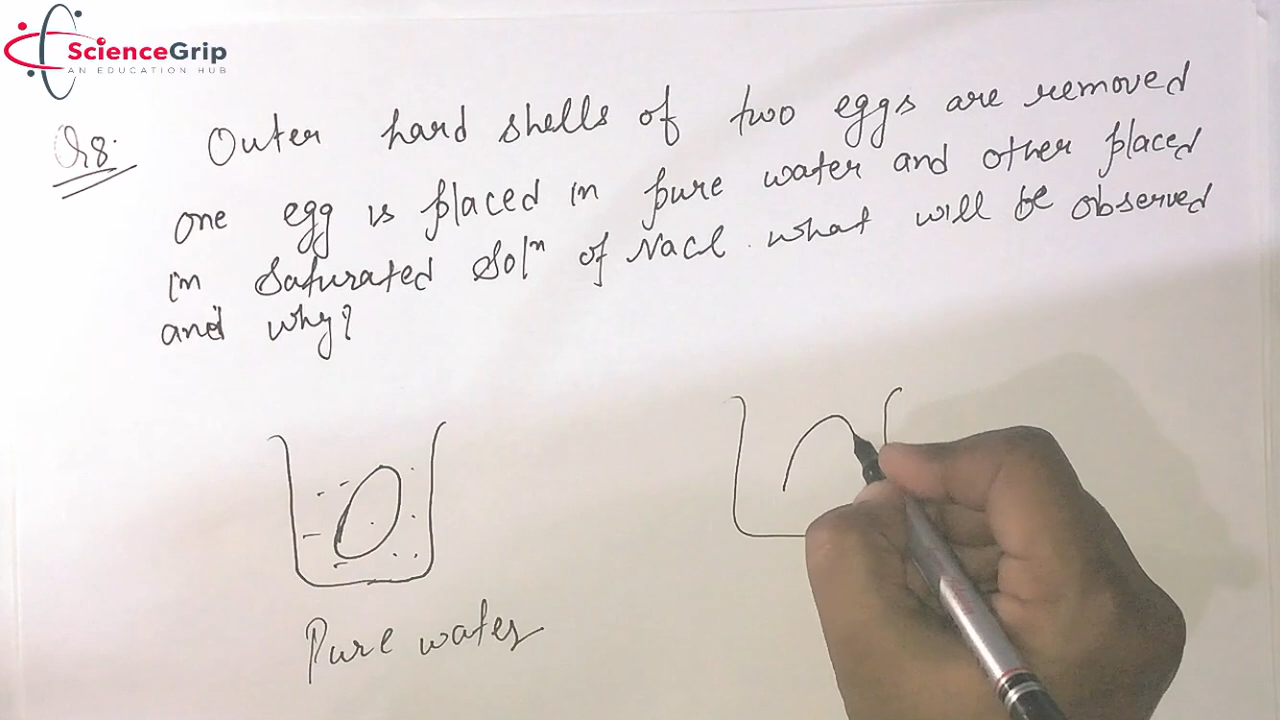 ScienceGrip
AN EDUCATION HUB
Q8. Outer hard shells of two eggs are removed
one egg is placed in pure water and other placed
in saturated Solⁿ of NaCl. what will be observed
and why?
Pure water